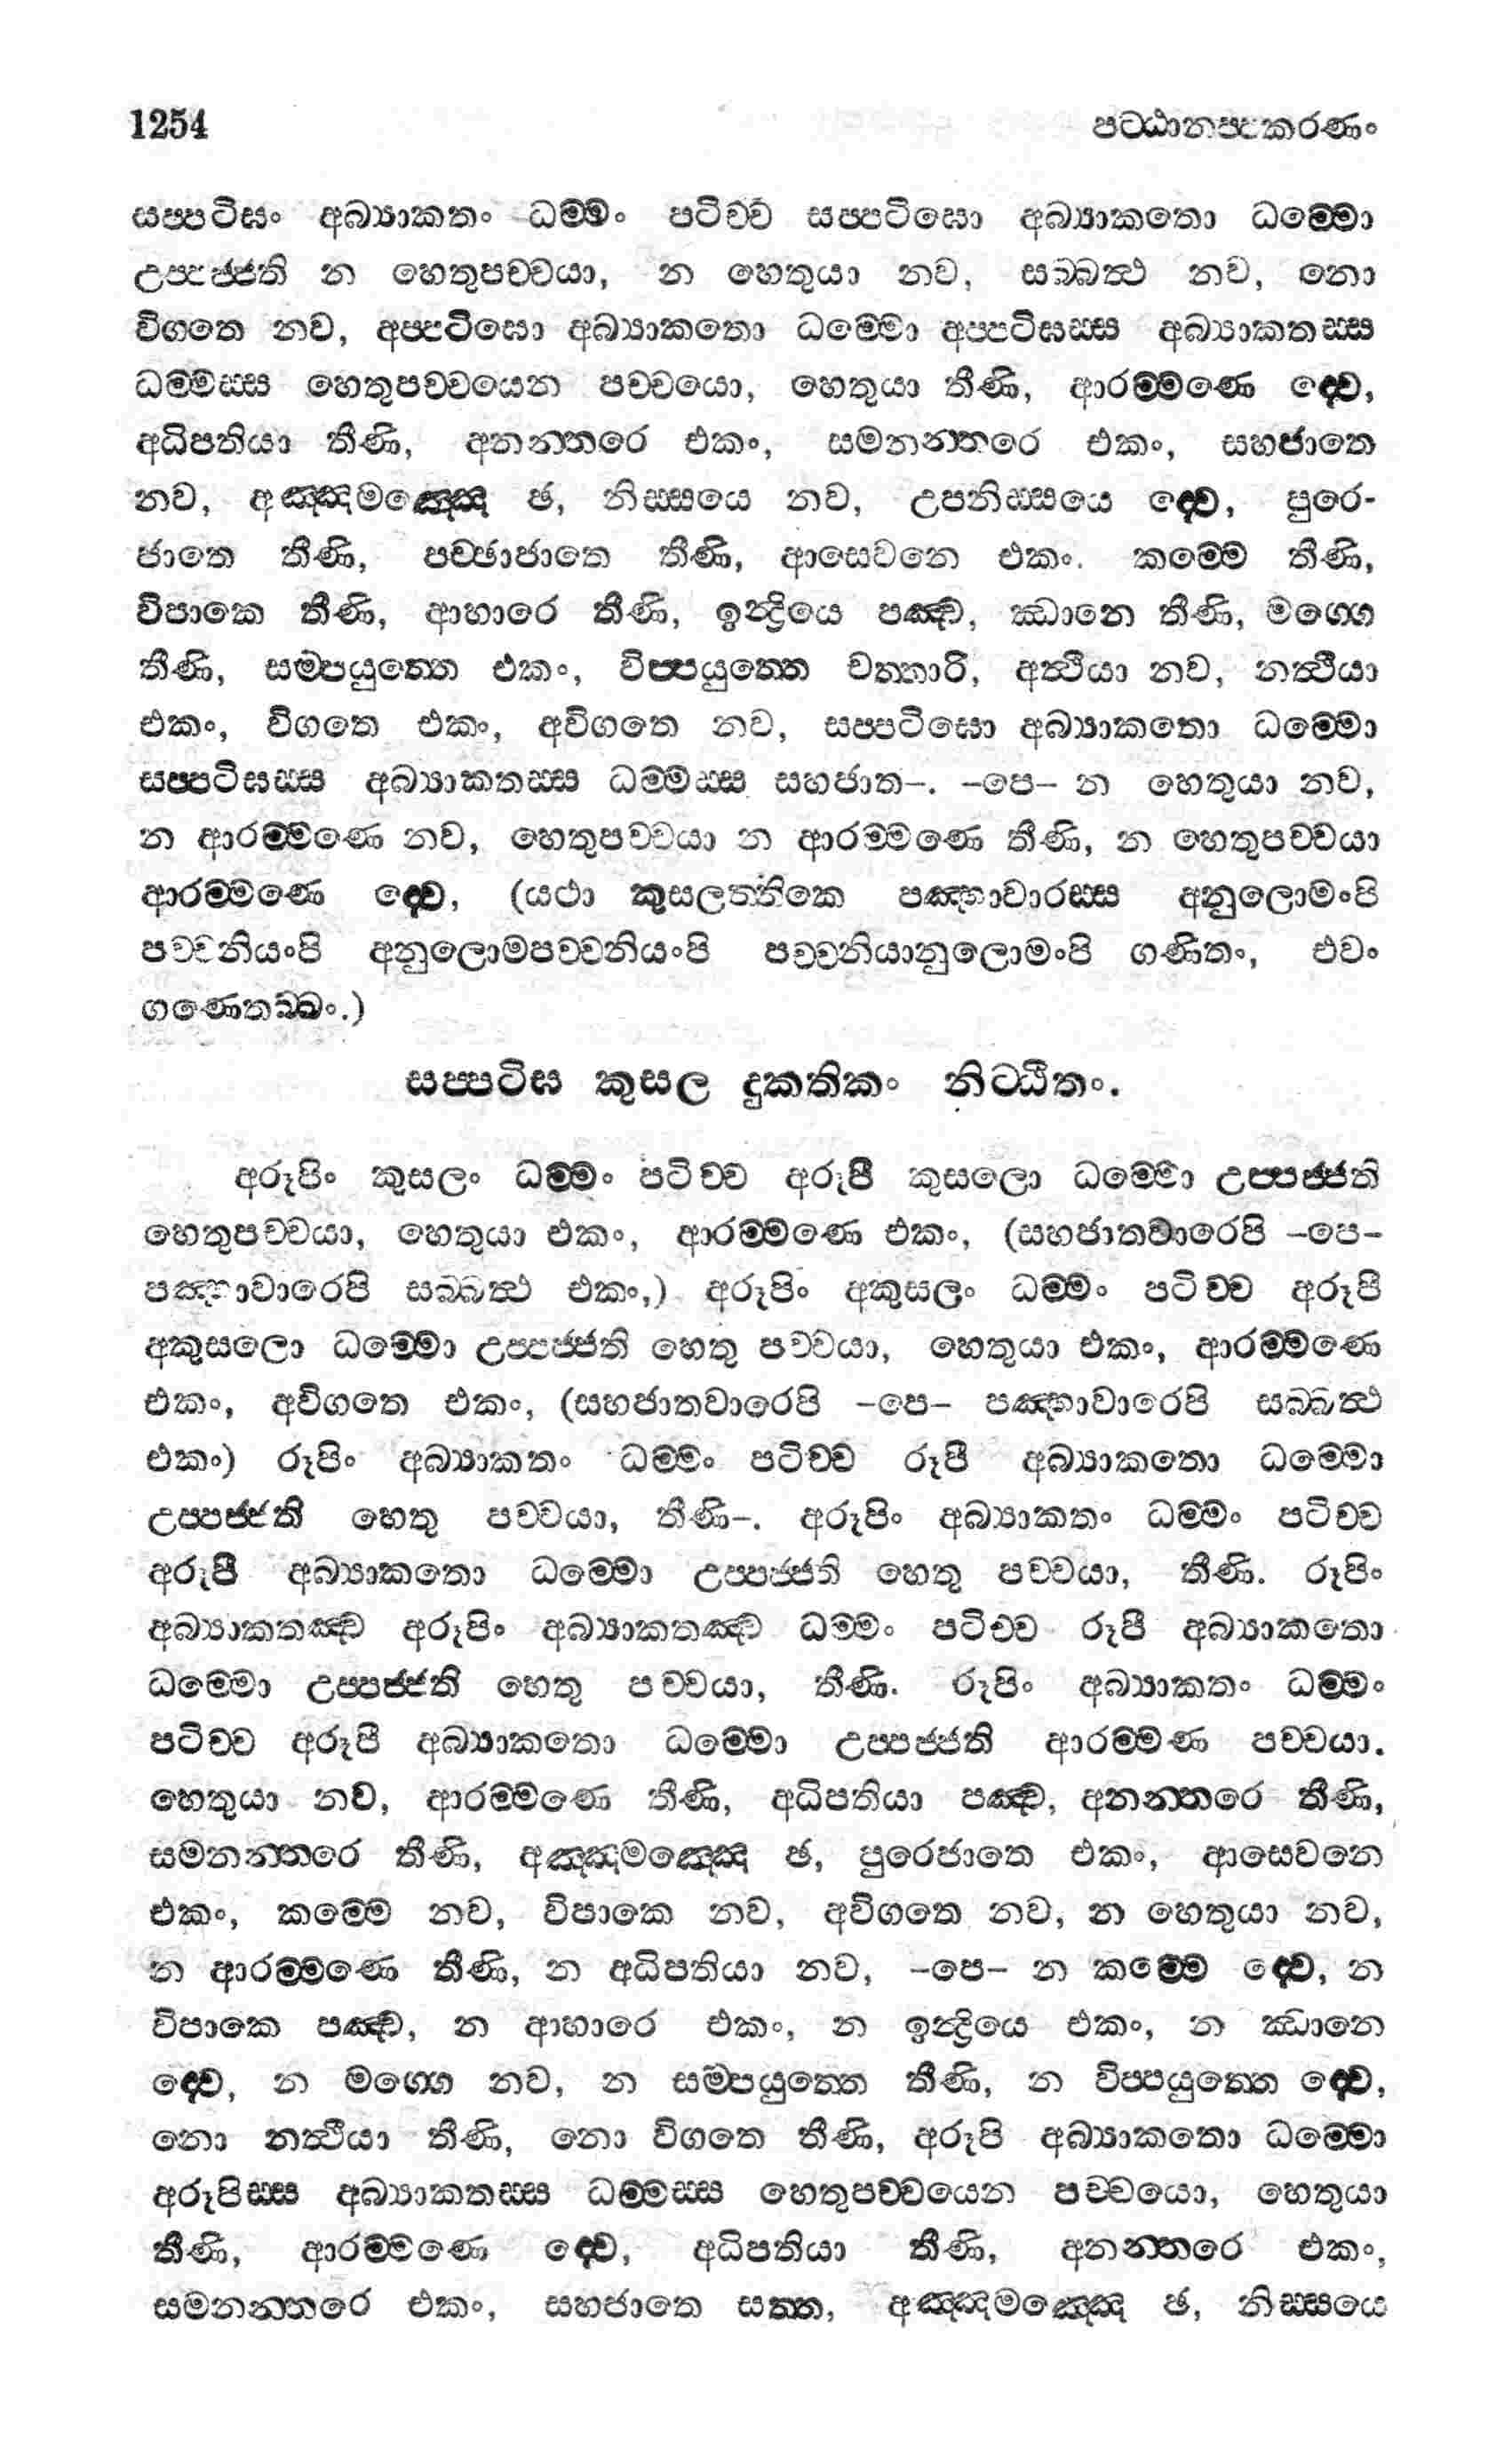 1254 පට්ඨානප්පකරණං
සප්පටිඝං අබ්‍යාකතං ධම්මං පටිච්ච සප්පටිඝො අබ්‍යාකතො ධම්මො
උප්පජ්ජති න හෙතුපච්චයා, න හෙතුයා නව, සබ්බත්‍ථ නව, නො
විගතෙ නව, අප්පටිඝො අබ්‍යාකතො ධම්මො අප්පටිඝස්ස අබ්‍යාකතස්ස
ධම්මස්ස හෙතුපච්චයෙන පච්චයො, හෙතුයා තීණි, ආරම්මණෙ ද්වෙ,
අධිපතියා තීණි, අනන්තරෙ එකං, සමනන්තරෙ එකං, සහජාතෙ
නව, අඤ්ඤමඤ්ඤෙ ඡ, නිස්සයෙ නව, උපනිස්සයෙ ද්වෙ, පුරෙ-
ජාතෙ තීණි, පච්ඡාජාතෙ තීණි, ආසෙවනෙ එකං. කම්මෙ තීණි,
විපාකෙ තීණි, ආහාරෙ තීණි, ඉන්‍ද්‍රියෙ පඤ්ච, ඣානෙ තීණි, මග්ගෙ
තීණි, සම්පයුත්තෙ එකං, විප්පයුත්තෙ චත්තාරි, අත්‍ථියා නව, නත්‍ථියා
එකං, විගතෙ එකං, අවිගතෙ නව, සප්පටිඝො අබ්‍යාකතො ධම්මො
සප්පටිඝස්ස අබ්‍යාකතස්ස ධම්මස්ස සහජාත–. –පෙ– න හෙතුයා නව,
න ආරම්මණෙ නව, හෙතුපච්චයා න ආරම්මණෙ තීණි, න හෙතුපච්චයා
ආරම්මණෙ ද්වෙ, (යථා කුසලත්තිකෙ පඤ්හාවාරස්ස අනුලොමංපි
පච්චනියංපි අනුලොමපච්චනියංපි පච්චනියානුලොමංපි ගණිතං, එවං
ගණෙතබ්බං.)
සප්පටිඝ කුසල දුකතිකං නිට්ඨිතං.
අරූපිං කුසලං ධම්මං පටිච්ච අරූපී කුසලො ධම්මො උප්පජ්ජති
හෙතුපච්චයා, හෙතුයා එකං, ආරම්මණෙ එකං, (සහජාතවාරෙපි –පෙ–
පඤ්හාවාරෙපි සබ්බත්‍ථ එකං,) අරූපිං අකුසලං ධම්මං පටිච්ච අරූපී
අකුසලො ධම්මො උප්පජ්ජති හෙතු පච්චයා, හෙතුයා එකං, ආරම්මණෙ
එකං, අවිගතෙ එකං, (සහජාතවාරෙපි –පෙ– පඤ්හාවාරෙපි සබ්බත්‍ථ
එකං) රූපිං අබ්‍යාකතං ධම්මං පටිච්ච රූපී අබ්‍යාකතො ධම්මො
උප්පජ්ජති හෙතු පච්චයා, තීණි–. අරූපිං අබ්‍යාකතං ධම්මං පටිච්ච
අරූපී අබ්‍යාකතො ධම්මො උප්පජ්ජති හෙතු පච්චයා, තීණි. රූපිං
අබ්‍යාකතඤ්ච අරූපිං අබ්‍යාකතඤ්ච ධම්මං පටිච්ච රූපී අබ්‍යාකතො
ධම්මො උප්පජ්ජති හෙතු පච්චයා, තීණි. රූපිං අබ්‍යාකතං ධම්මං
පටිච්ච අරූපී අබ්‍යාකතො ධම්මො උප්පජ්ජති ආරම්මණ පච්චයා.
හෙතුයා නව, ආරම්මණෙ තීණි, අධිපතියා පඤ්ච, අනන්තරෙ තීණි,
සමනන්තරෙ තීණි, අඤ්ඤමඤ්ඤෙ ඡ, පුරෙජාතෙ එකං, ආසෙවනෙ
එකං, කම්මෙ නව, විපාකෙ නව, අවිගතෙ නව, න හෙතුයා නව,
න ආරම්මණෙ තීණි, න අධිපතියා නව, –පෙ– න කම්මෙ ද්වෙ, න
විපාකෙ පඤ්ච, න ආහාරෙ එකං, න ඉන්‍ද්‍රියෙ එකං, න ඣානෙ
ද්වෙ, න මග්ගෙ නව, න සම්පයුත්තෙ තීණි, න විප්පයුත්තෙ ද්වෙ,
නො නත්‍ථියා තීණි, නො විගතෙ තීණි, අරූපි අබ්‍යාකතො ධම්මො
අරූපිස්ස අබ්‍යාකතස්ස ධම්මස්ස හෙතුපච්චයෙන පච්චයො, හෙතුයා
තීණි, ආරම්මණෙ ද්වෙ, අධිපතියා තීණි, අනන්තරෙ එකං,
සමනන්තරෙ එකං, සහජාතෙ සත්ත, අඤ්ඤමඤ්ඤෙ ඡ, නිස්සයෙ